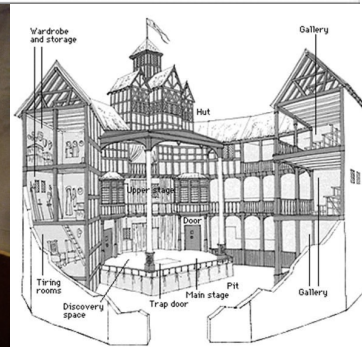 Wardrobe
and storage
Gallery
Hut
Upper stage
Door
Pit
Main stage
Trap door
Discovery
space
Tiring
rooms
Gallery